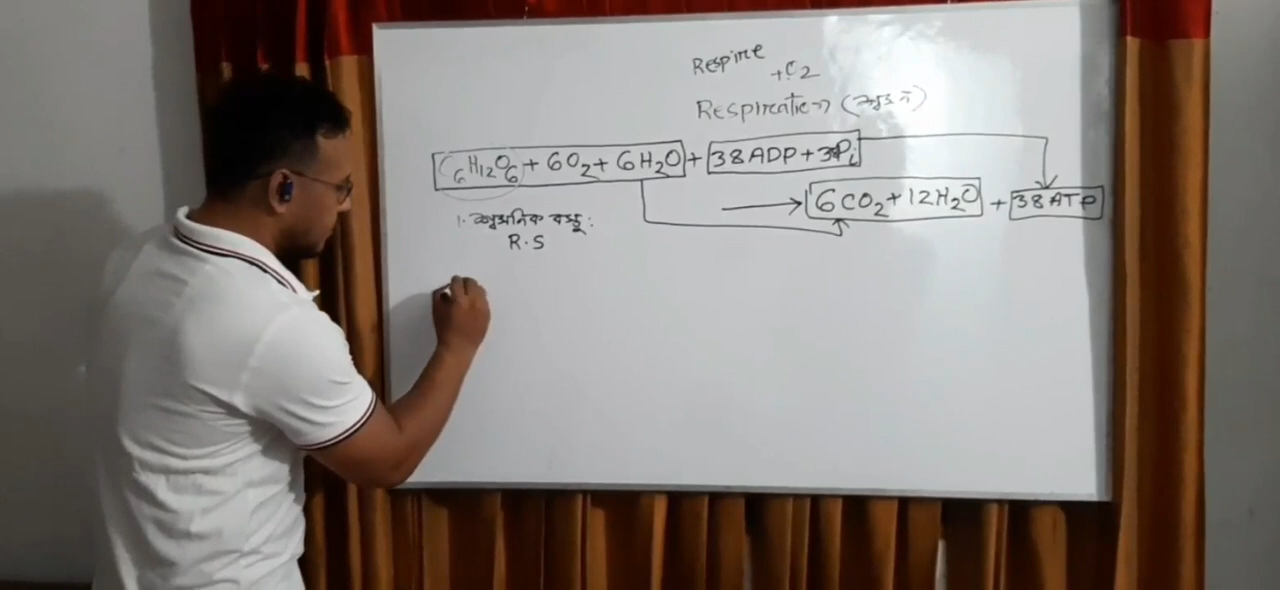 Respire
+O2
Respiration (শ্বসন)
C6H12O6 + 6O2 + 6H2O + 38ADP + 38Pi
6CO2 + 12H2O + 38ATP
1. শ্বসনিক বস্তু:
R.S